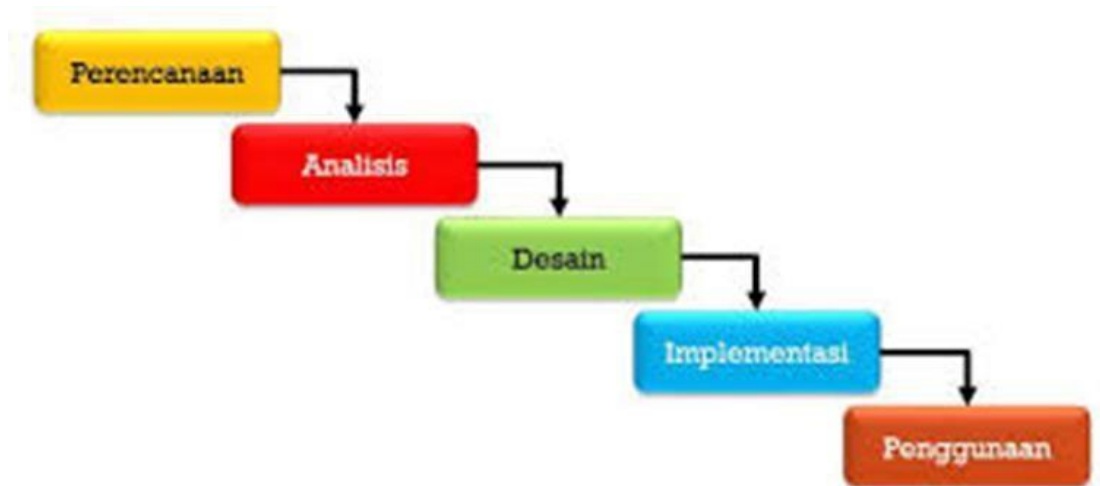 Perencanaan
Analisis
Desain
Implementasi
Penggunaan